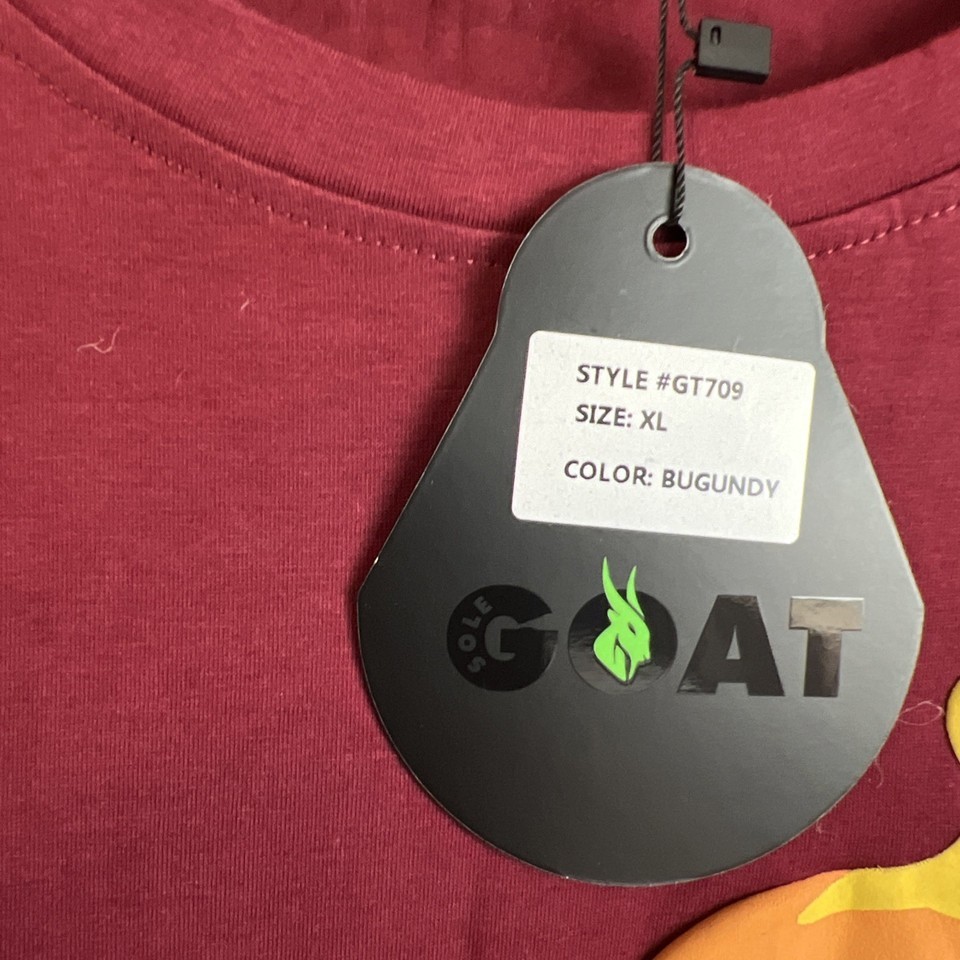 STYLE #GT709
SIZE: XL
COLOR: BUGUNDY
SOLE
GOAT